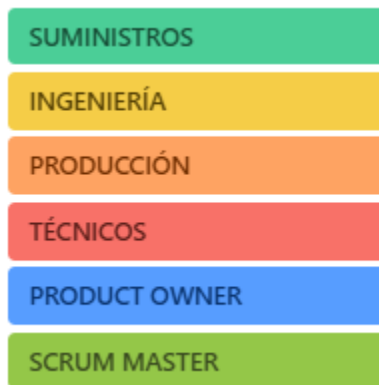 SUMINISTROS
INGENIERÍA
PRODUCCIÓN
TÉCNICOS
PRODUCT OWNER
SCRUM MASTER